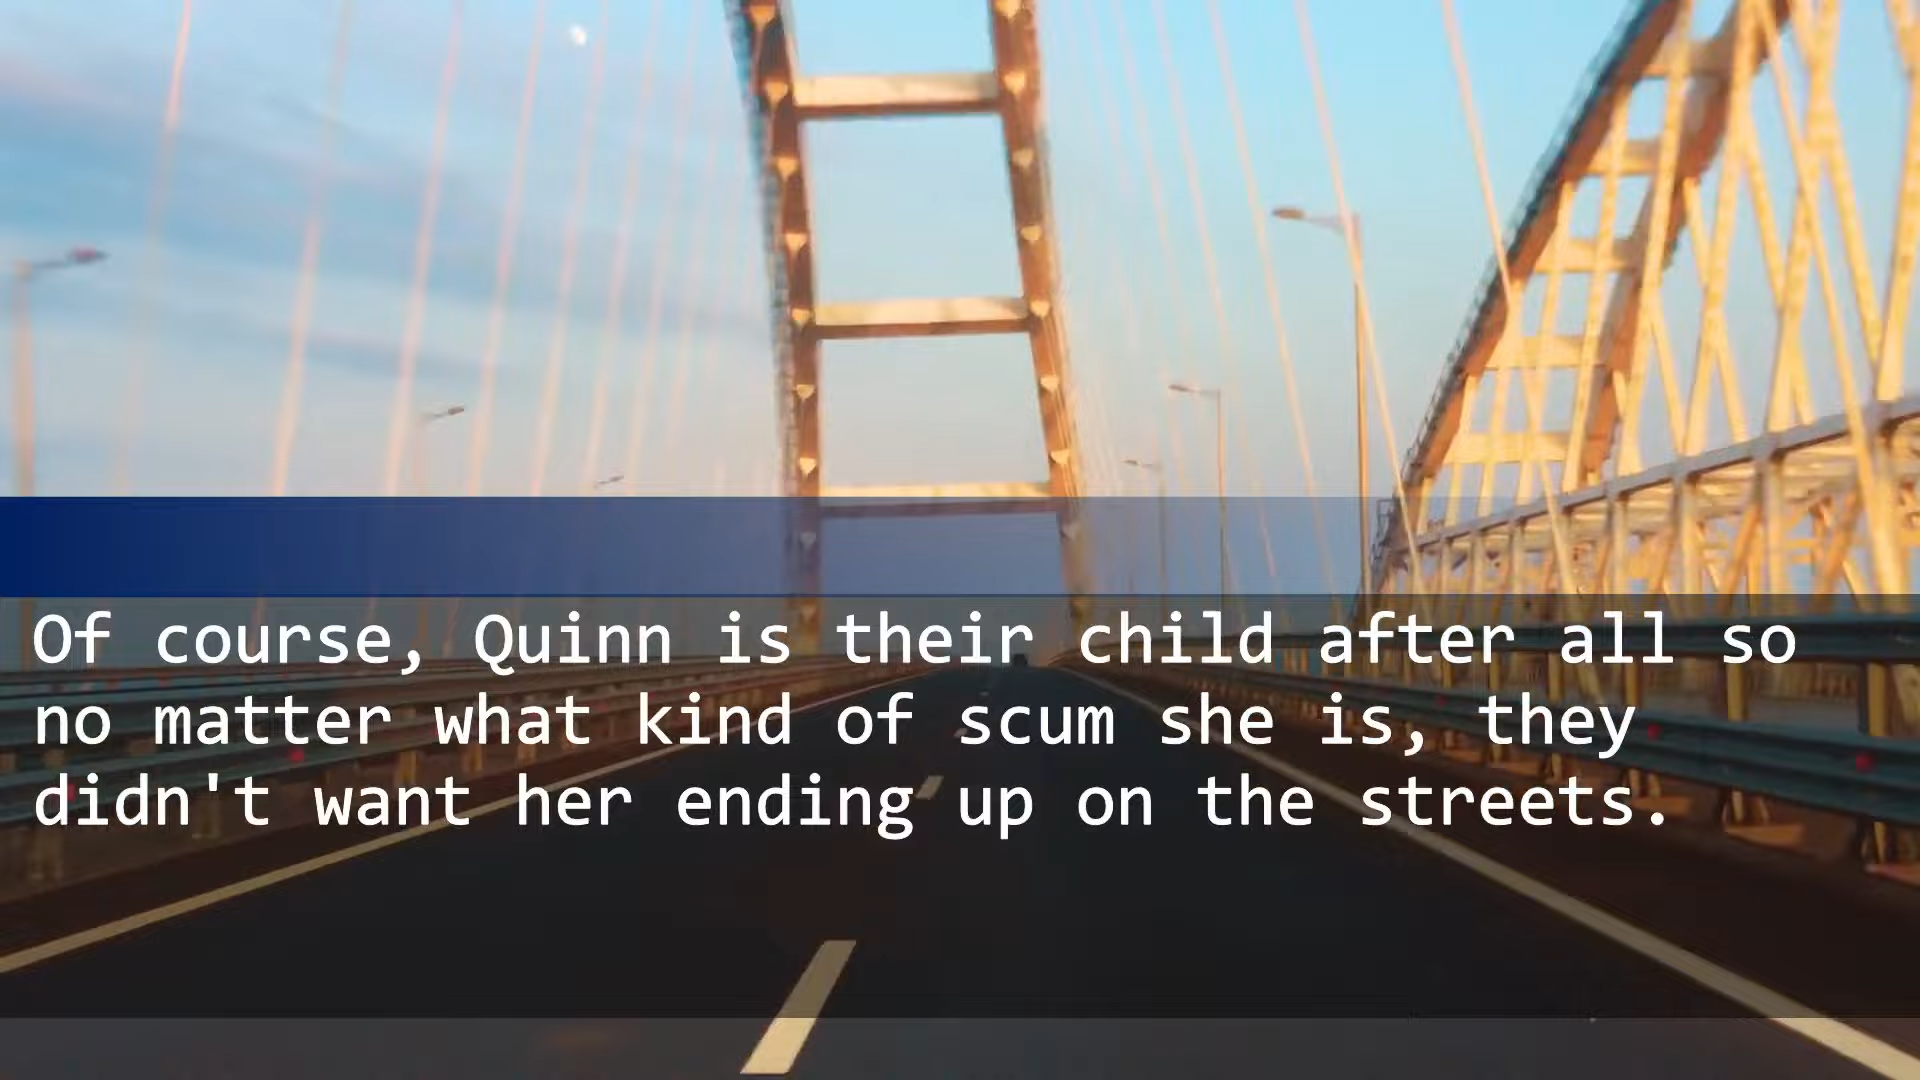 Of course, Quinn is their child after all so
no matter what kind of scum she is, they
didn't want her ending up on the streets.